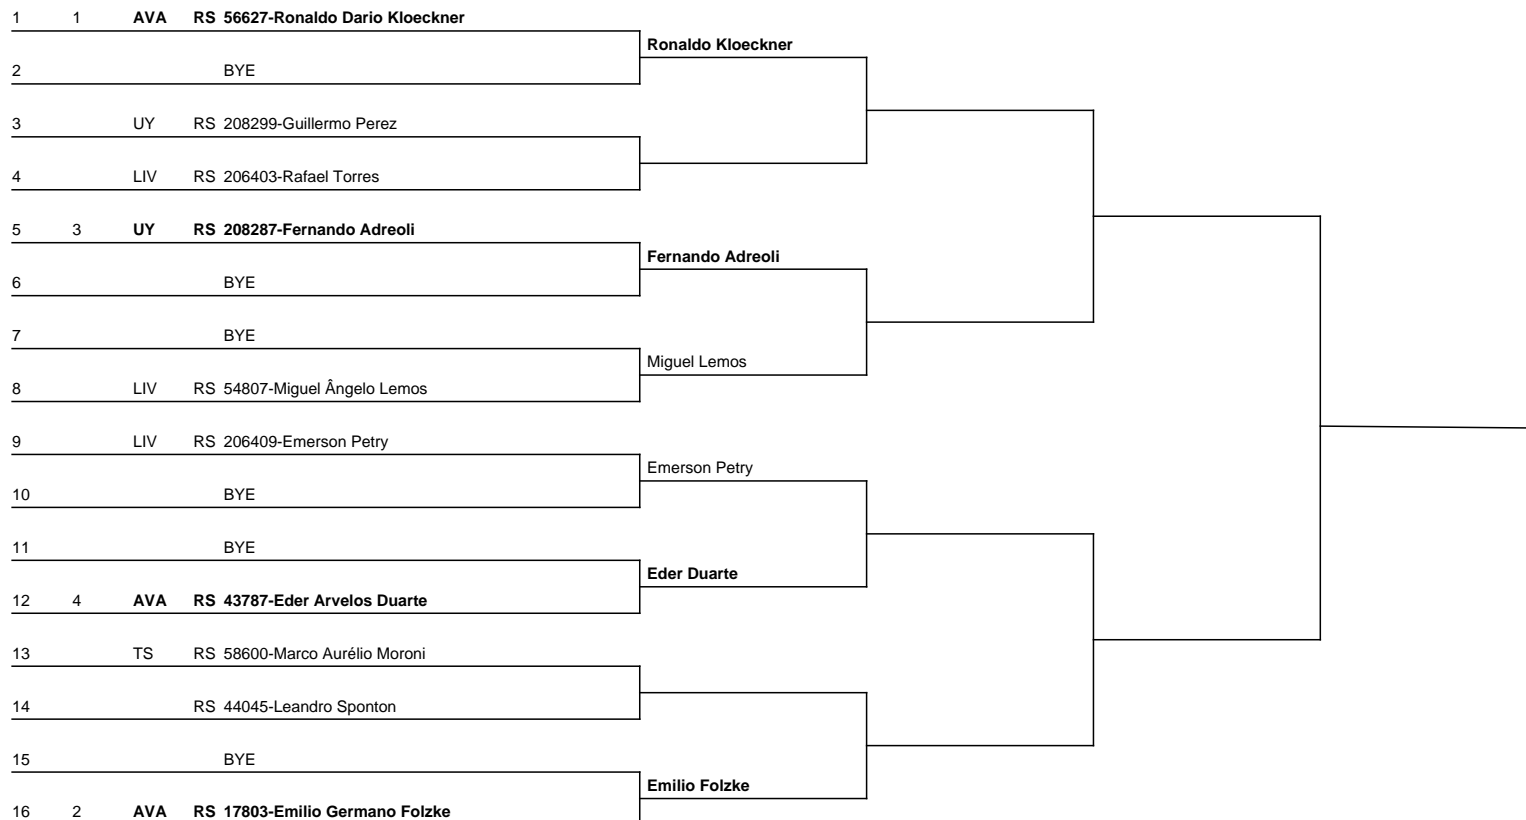 1 1 AVA RS 56627-Ronaldo Dario Kloeckner
Ronaldo Kloeckner
2 BYE
3 UY RS 208299-Guillermo Perez
4 LIV RS 206403-Rafael Torres
5 3 UY RS 208287-Fernando Adreoli
Fernando Adreoli
6 BYE
7 BYE
Miguel Lemos
8 LIV RS 54807-Miguel Ângelo Lemos
9 LIV RS 206409-Emerson Petry
Emerson Petry
10 BYE
11 BYE
Eder Duarte
12 4 AVA RS 43787-Eder Arvelos Duarte
13 TS RS 58600-Marco Aurélio Moroni
14 RS 44045-Leandro Sponton
15 BYE
Emilio Folzke
16 2 AVA RS 17803-Emilio Germano Folzke